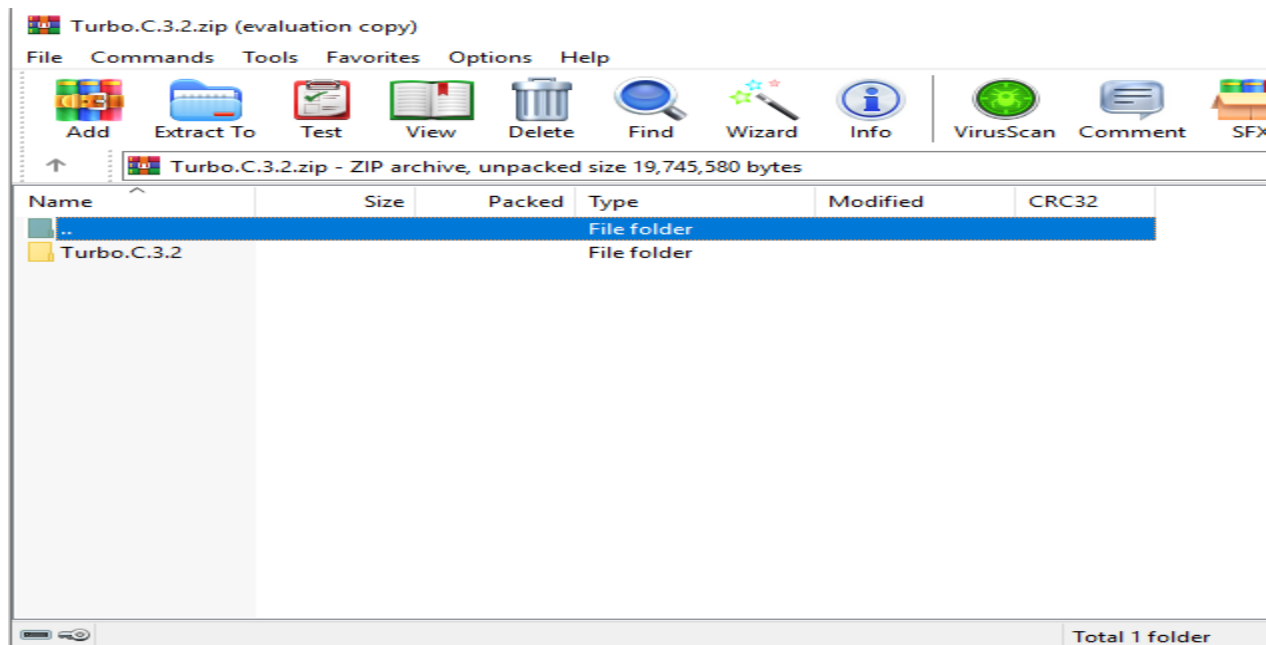 Turbo.C.3.2.zip (evaluation copy)
File Commands Tools Favorites Options Help
Add Extract To Test View Delete Find Wizard Info VirusScan Comment SFX
Turbo.C.3.2.zip - ZIP archive, unpacked size 19,745,580 bytes
Name Size Packed Type Modified CRC32
.. File folder
Turbo.C.3.2 File folder
Total 1 folder